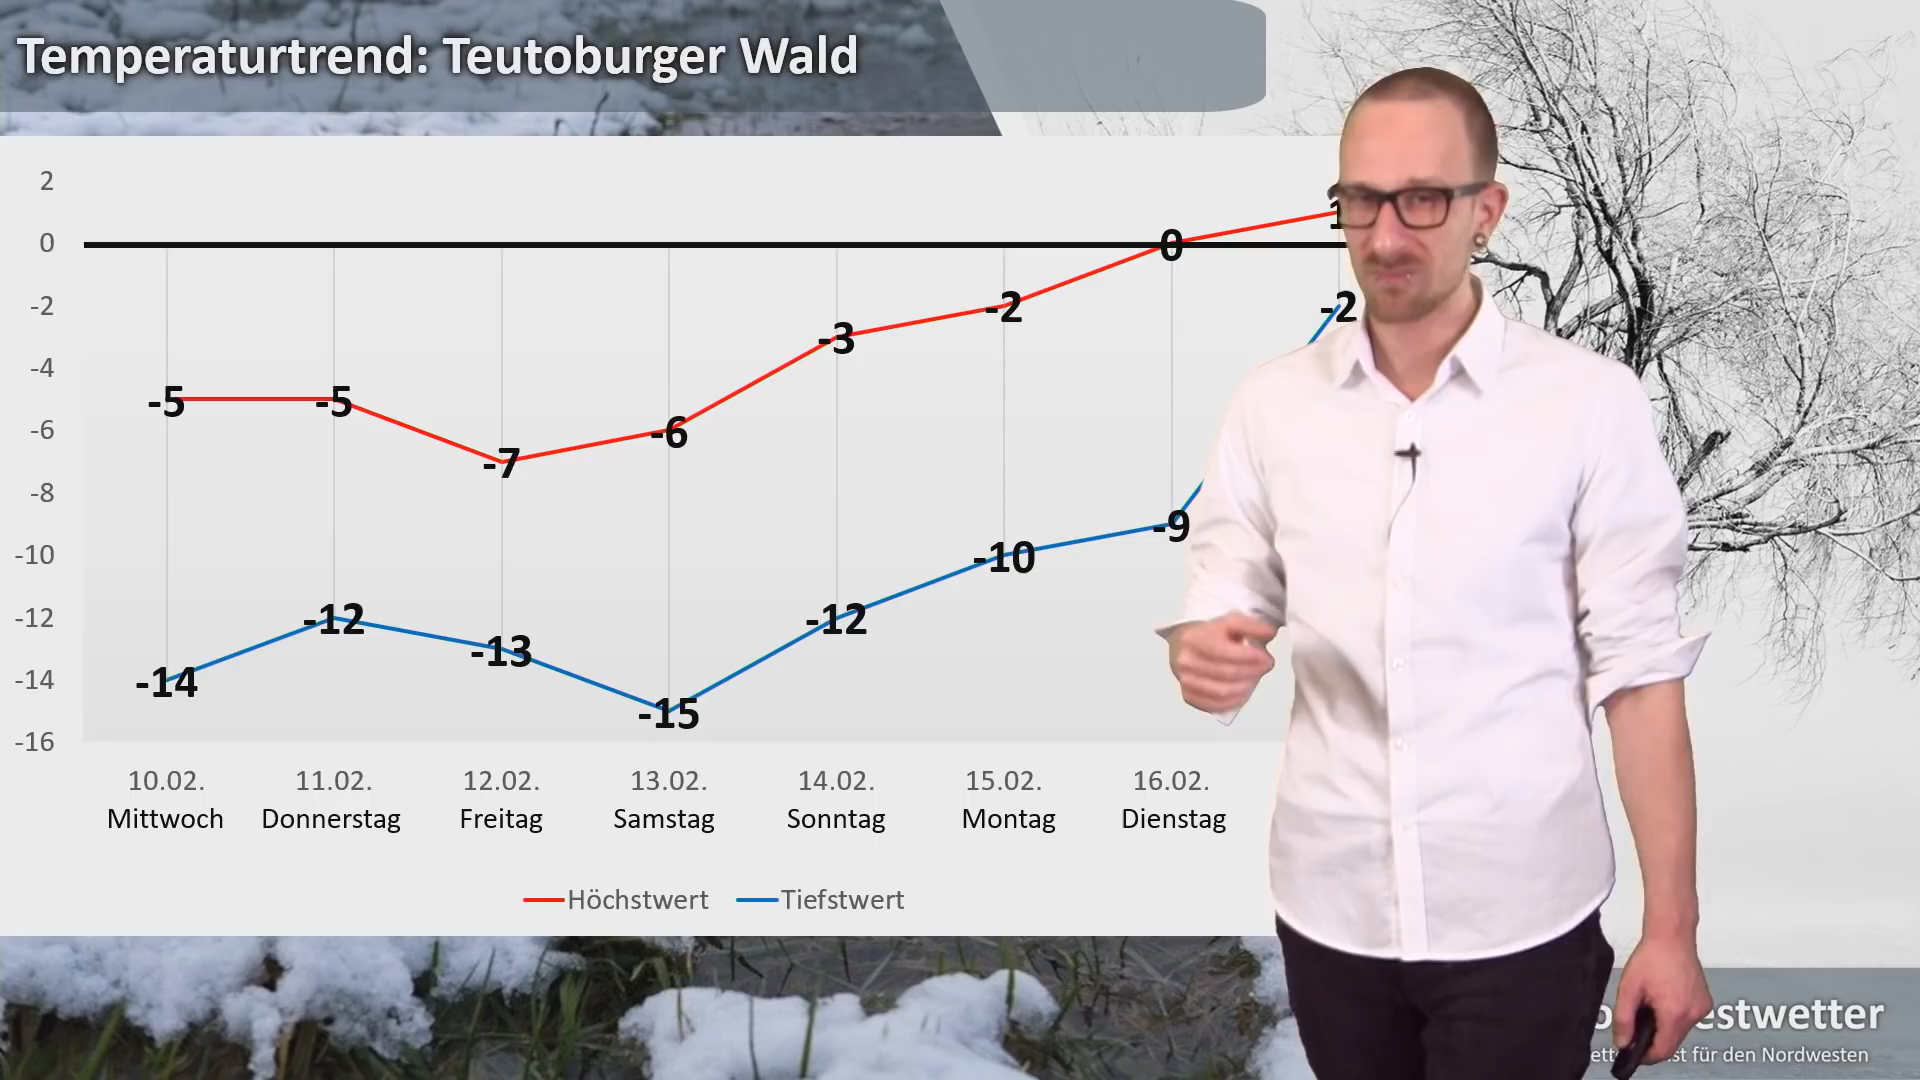 Temperaturtrend: Teutoburger Wald
2
0
-2
-4
-6
-8
-10
-12
-14
-16
-5 -5 -7 -6 -3 -2 0 1
-14 -12 -13 -15 -12 -10 -9 -2
10.02. 11.02. 12.02. 13.02. 14.02. 15.02. 16.02.
Mittwoch Donnerstag Freitag Samstag Sonntag Montag Dienstag
Höchstwert Tiefstwert
estwetter
st für den Nordwesten